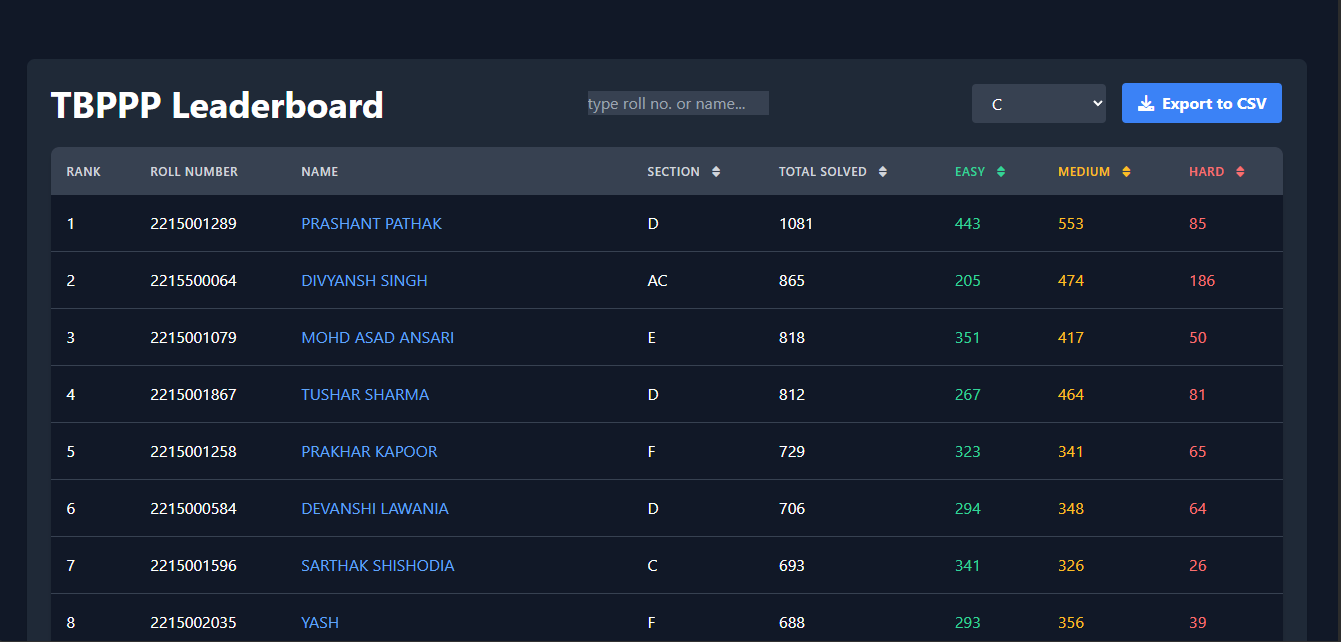 TBPPP Leaderboard type roll no. or name... C Export to CSV
RANK ROLL NUMBER NAME SECTION TOTAL SOLVED EASY MEDIUM HARD
1 2215001289 PRASHANT PATHAK D 1081 443 553 85
2 2215500064 DIVYANSH SINGH AC 865 205 474 186
3 2215001079 MOHD ASAD ANSARI E 818 351 417 50
4 2215001867 TUSHAR SHARMA D 812 267 464 81
5 2215001258 PRAKHAR KAPOOR F 729 323 341 65
6 2215000584 DEVANSHI LAWANIA D 706 294 348 64
7 2215001596 SARTHAK SHISHODIA C 693 341 326 26
8 2215002035 YASH F 688 293 356 39